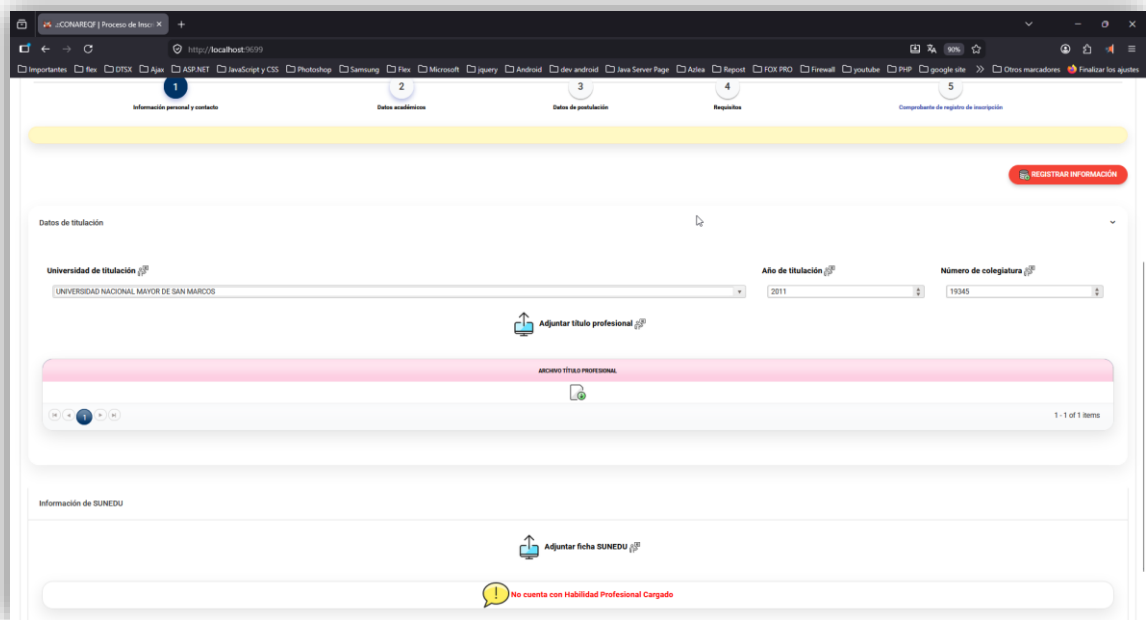 .::CONAREQF | Proceso de Inscr
http://localhost:9699
90%
Importantes flex DTSX Ajax ASP.NET JavaScript y CSS Photoshop Samsung Flex Microsoft jquery Android dev android Java Server Page Azlea Repost FOX PRO Firewall youtube PHP google site Otros marcadores Finalizar los ajustes
1 2 3 4 5
Información personal y contacto Datos académicos Datos de postulación Requisitos Comprobante de registro de inscripción
REGISTRAR INFORMACIÓN
Datos de titulación
Universidad de titulación Año de titulación Número de colegiatura
UNIVERSIDAD NACIONAL MAYOR DE SAN MARCOS 2011 19345
Adjuntar título profesional
ARCHIVO TÍTULO PROFESIONAL
1 1 - 1 of 1 items
Información de SUNEDU
Adjuntar ficha SUNEDU
No cuenta con Habilidad Profesional Cargado